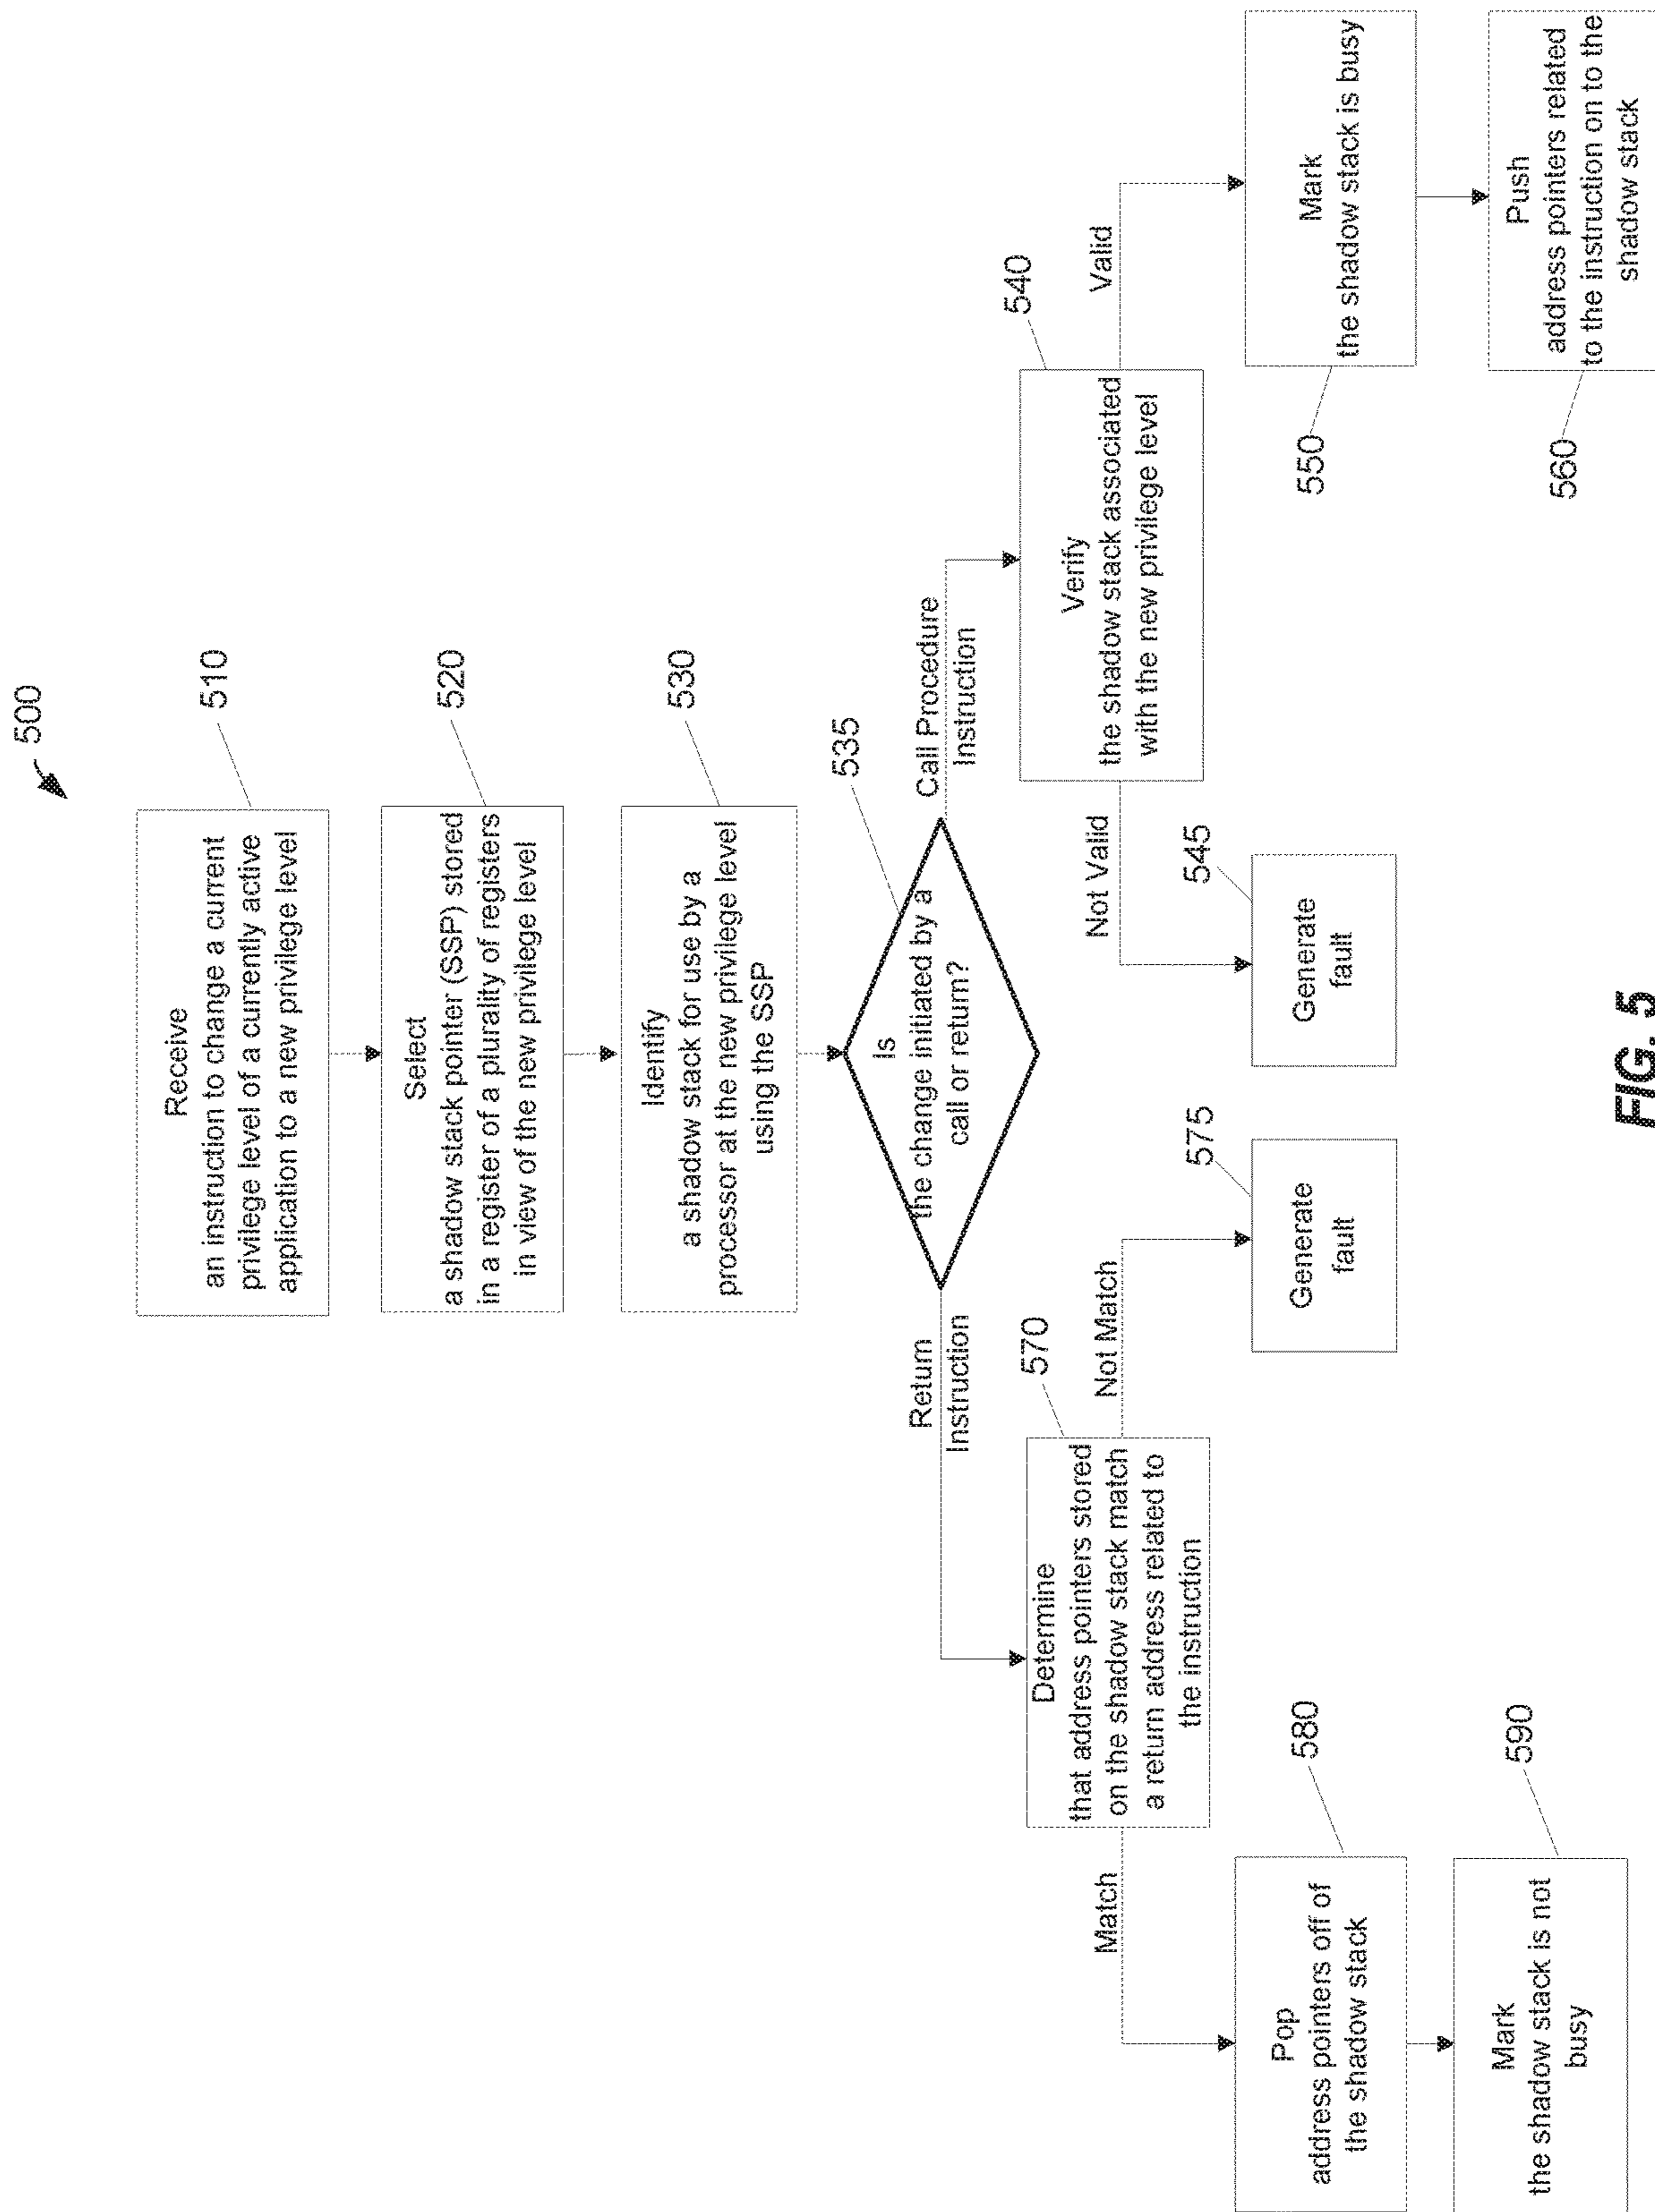 500
Receive
an instruction to change a current
privilege level of a currently active
application to a new privilege level
510
Select
a shadow stack pointer (SSP) stored
in a register of a plurality of registers
in view of the new privilege level
520
Identify
a shadow stack for use by a
processor at the new privilege level
using the SSP
530
Is
the change initiated by a
call or return?
535
Return
Instruction
Call Procedure
Instruction
Determine
that address pointers stored
on the shadow stack match
a return address related to
the instruction
570
Verify
the shadow stack associated
with the new privilege level
540
Match
Not Match
Not Valid
Valid
Pop
address pointers off of
the shadow stack
580
Generate
fault
575
Generate
fault
545
Mark
the shadow stack is busy
550
Mark
the shadow stack is not
busy
590
Push
address pointers related
to the instruction on to the
shadow stack
560
FIG. 5